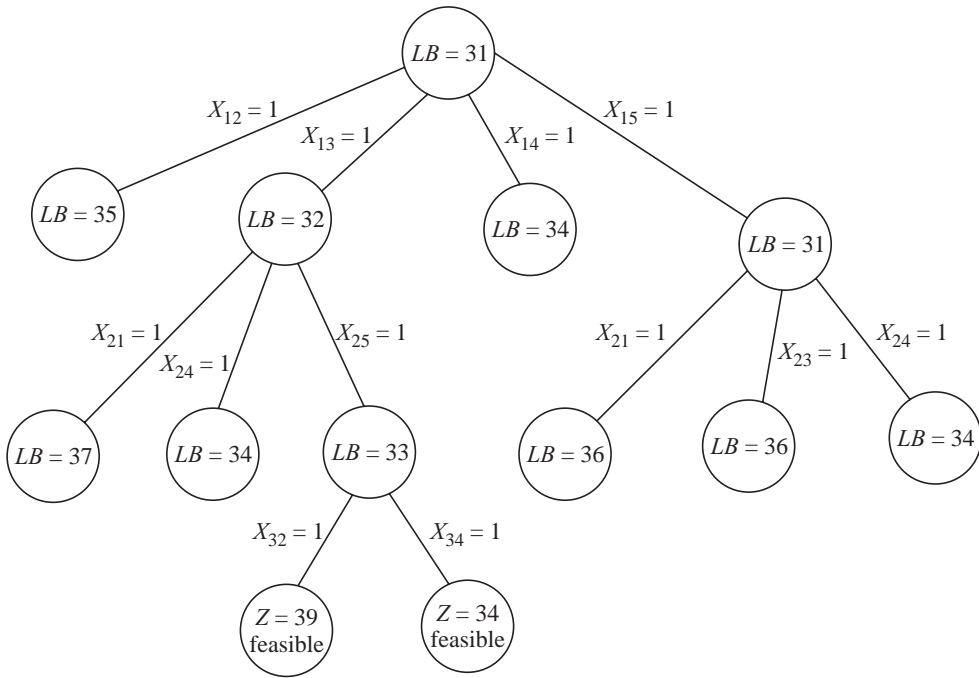 LB = 31
X₁₂ = 1
X₁₃ = 1
X₁₄ = 1
X₁₅ = 1
LB = 35
LB = 32
LB = 34
LB = 31
X₂₁ = 1
X₂₄ = 1
X₂₅ = 1
X₂₁ = 1
X₂₃ = 1
X₂₄ = 1
LB = 37
LB = 34
LB = 33
LB = 36
LB = 36
LB = 34
X₃₂ = 1
X₃₄ = 1
Z = 39
feasible
Z = 34
feasible